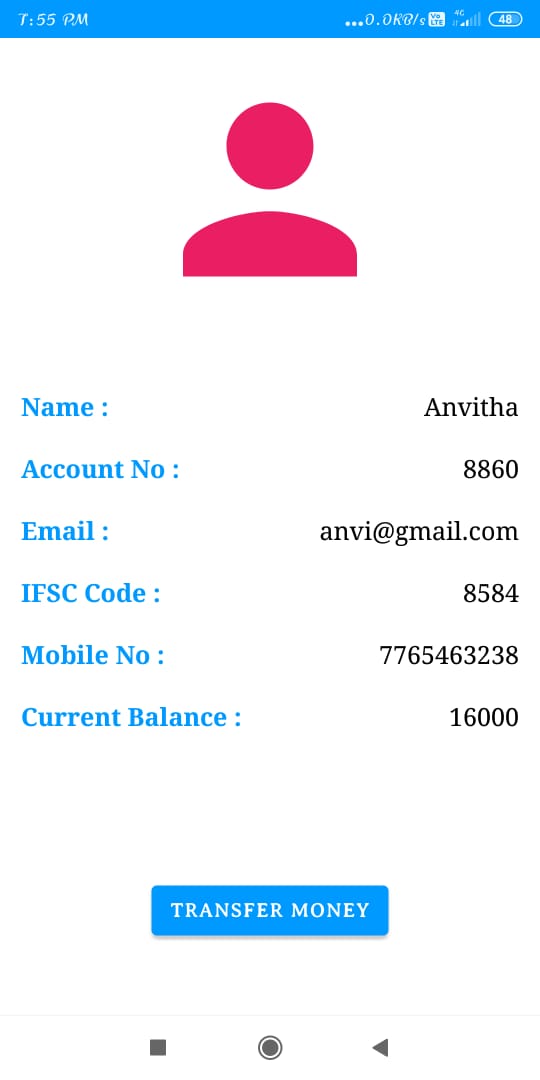 7:55 PM ...0.0KB/s Vo LTE 4G 48
Name : Anvitha
Account No : 8860
Email : anvi@gmail.com
IFSC Code : 8584
Mobile No : 7765463238
Current Balance : 16000
TRANSFER MONEY